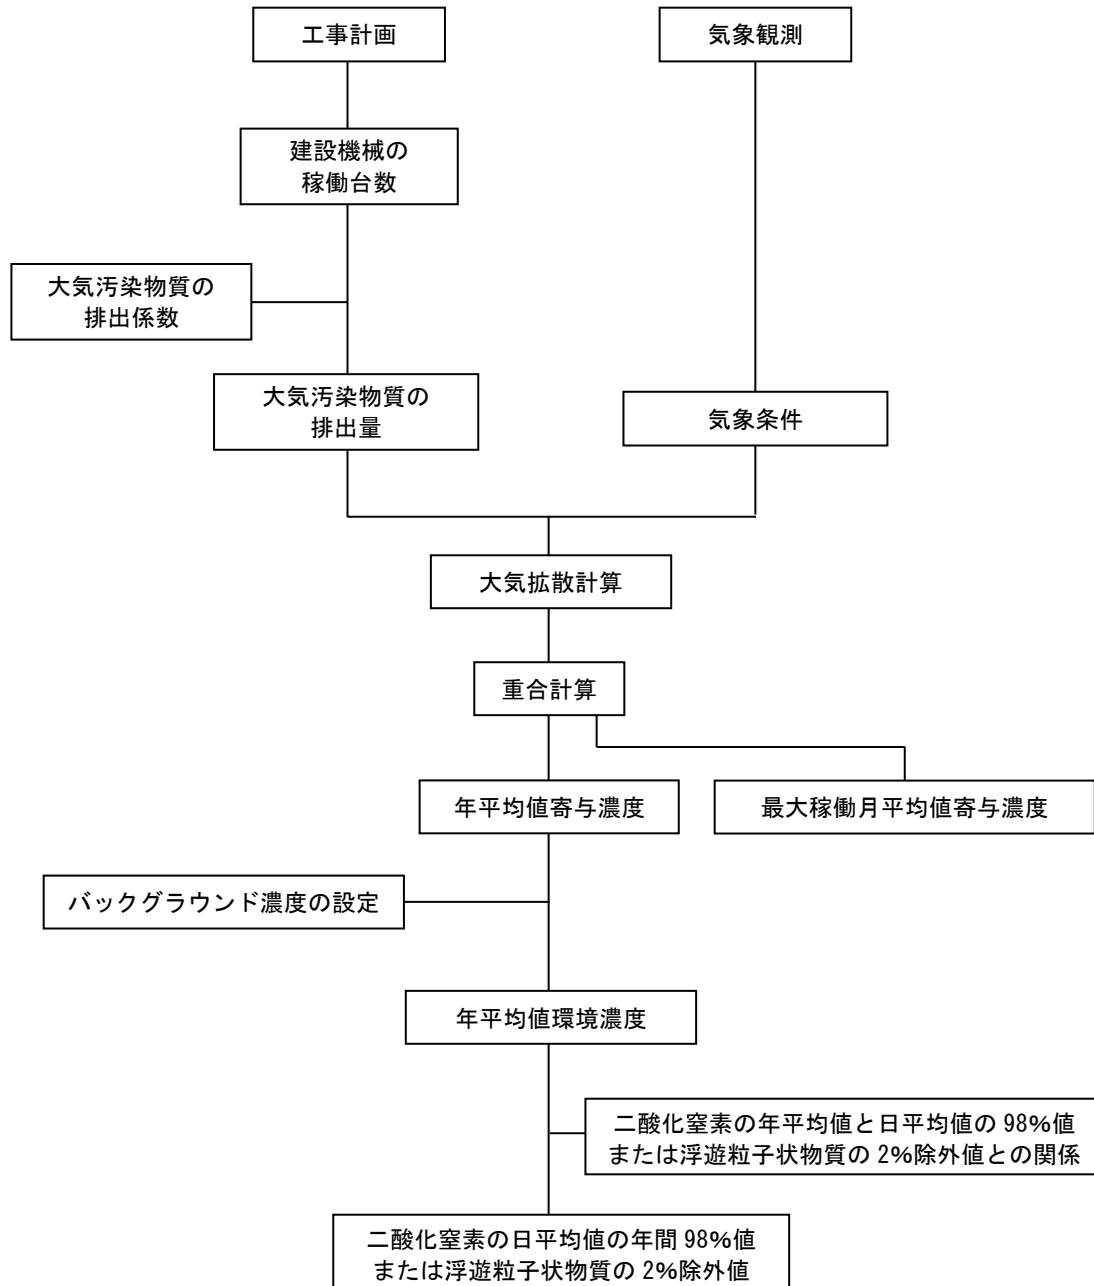 工事計画
気象観測
建設機械の
稼働台数
大気汚染物質の
排出係数
大気汚染物質の
排出量
気象条件
大気拡散計算
重合計算
年平均値寄与濃度
最大稼働月平均値寄与濃度
バックグラウンド濃度の設定
年平均値環境濃度
二酸化窒素の年平均値と日平均値の98%値
または浮遊粒子状物質の2%除外値との関係
二酸化窒素の日平均値の年間98%値
または浮遊粒子状物質の2%除外値